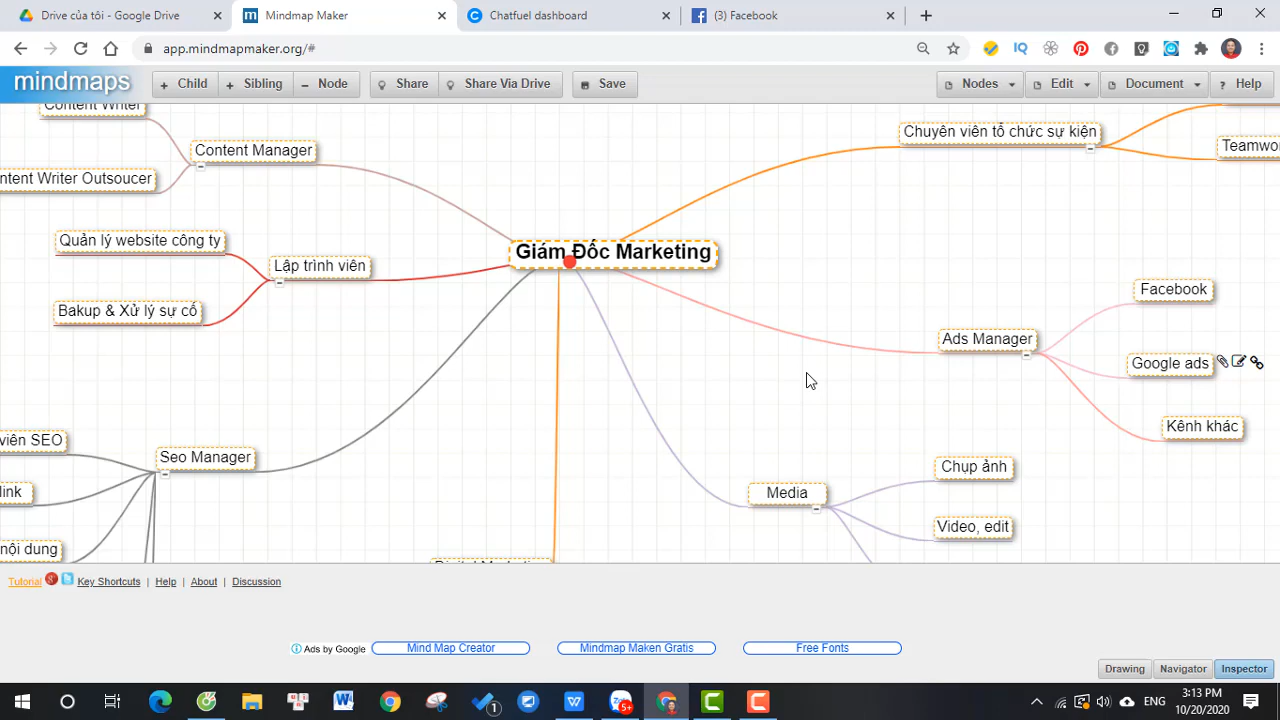 Drive của tôi - Google Drive
Mindmap Maker
Chatfuel dashboard
(3) Facebook
app.mindmapmaker.org/#
mindmaps
Child
Sibling
Node
Share
Share Via Drive
Save
Nodes
Edit
Document
Help
Content Writer
Content Manager
ntent Writer Outsoucer
Chuyên viên tổ chức sự kiện
Teamwo
Quản lý website công ty
Lập trình viên
Bakup & Xử lý sự cố
Giám Đốc Marketing
Facebook
Ads Manager
Google ads
Kênh khác
viên SEO
Seo Manager
link
nội dung
Media
Chụp ảnh
Video, edit
Tutorial
Key Shortcuts | Help | About | Discussion
Ads by Google
Mind Map Creator
Mindmap Maken Gratis
Free Fonts
Drawing
Navigator
Inspector
ENG
3:13 PM
10/20/2020